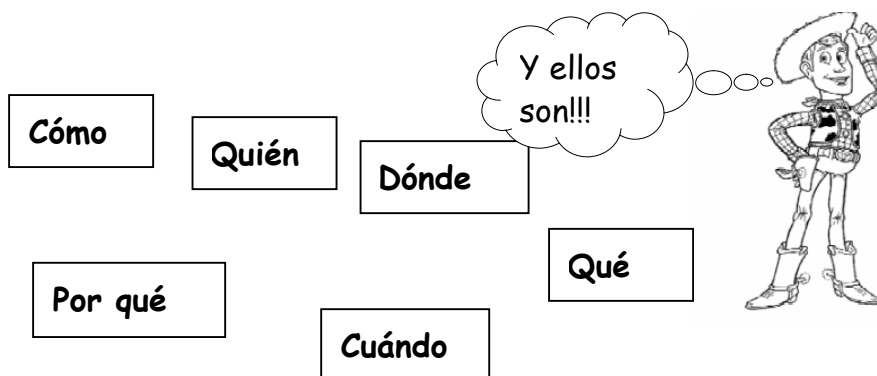 Y ellos
son!!!
Cómo
Quién
Dónde
Qué
Por qué
Cuándo